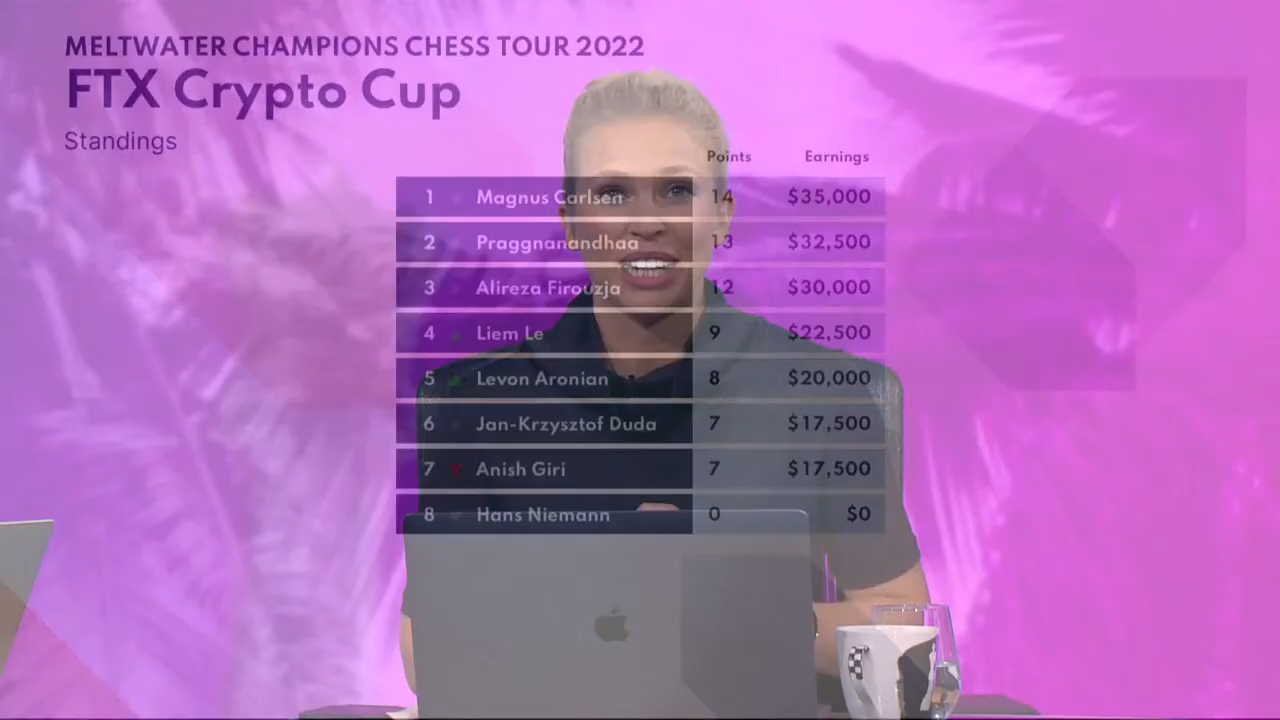 MELTWATER CHAMPIONS CHESS TOUR 2022
FTX Crypto Cup
Standings
Points Earnings
1 Magnus Carlsen 14 $35,000
2 Praggnanandhaa 13 $32,500
3 Alireza Firouzja 12 $30,000
4 Liem Le 9 $22,500
5 Levon Aronian 8 $20,000
6 Jan-Krzysztof Duda 7 $17,500
7 Anish Giri 7 $17,500
8 Hans Niemann 0 $0